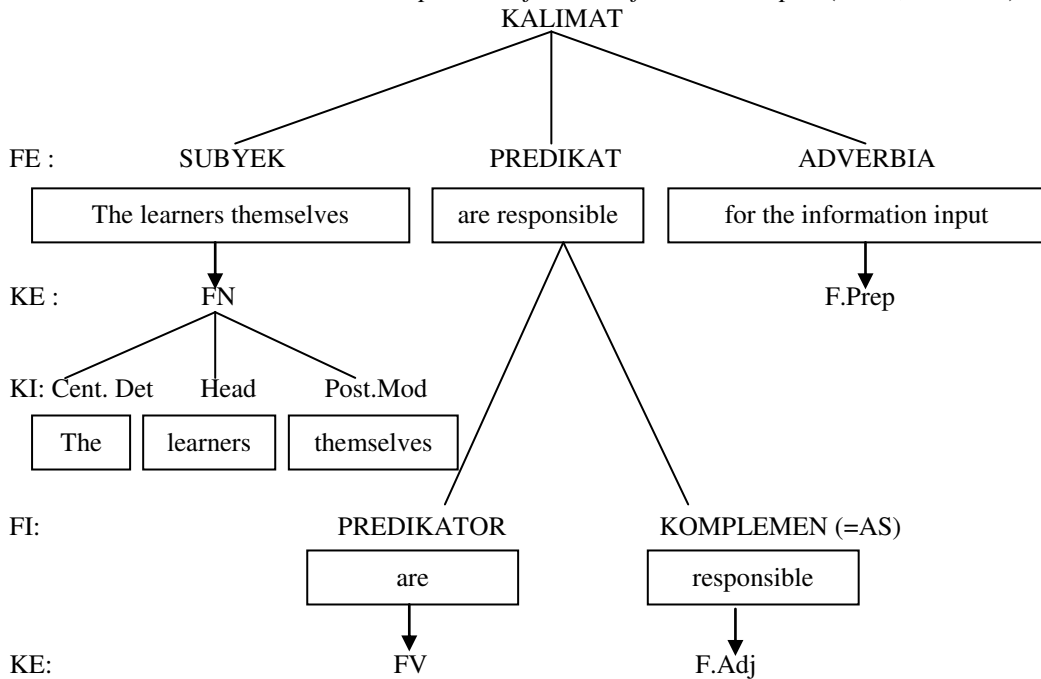 KALIMAT
FE : SUBYEK PREDIKAT ADVERBIA
The learners themselves are responsible for the information input
KE : FN F.Prep
KI: Cent. Det Head Post.Mod
The learners themselves
FI: PREDIKATOR KOMPLEMEN (=AS)
are responsible
KE: FV F.Adj